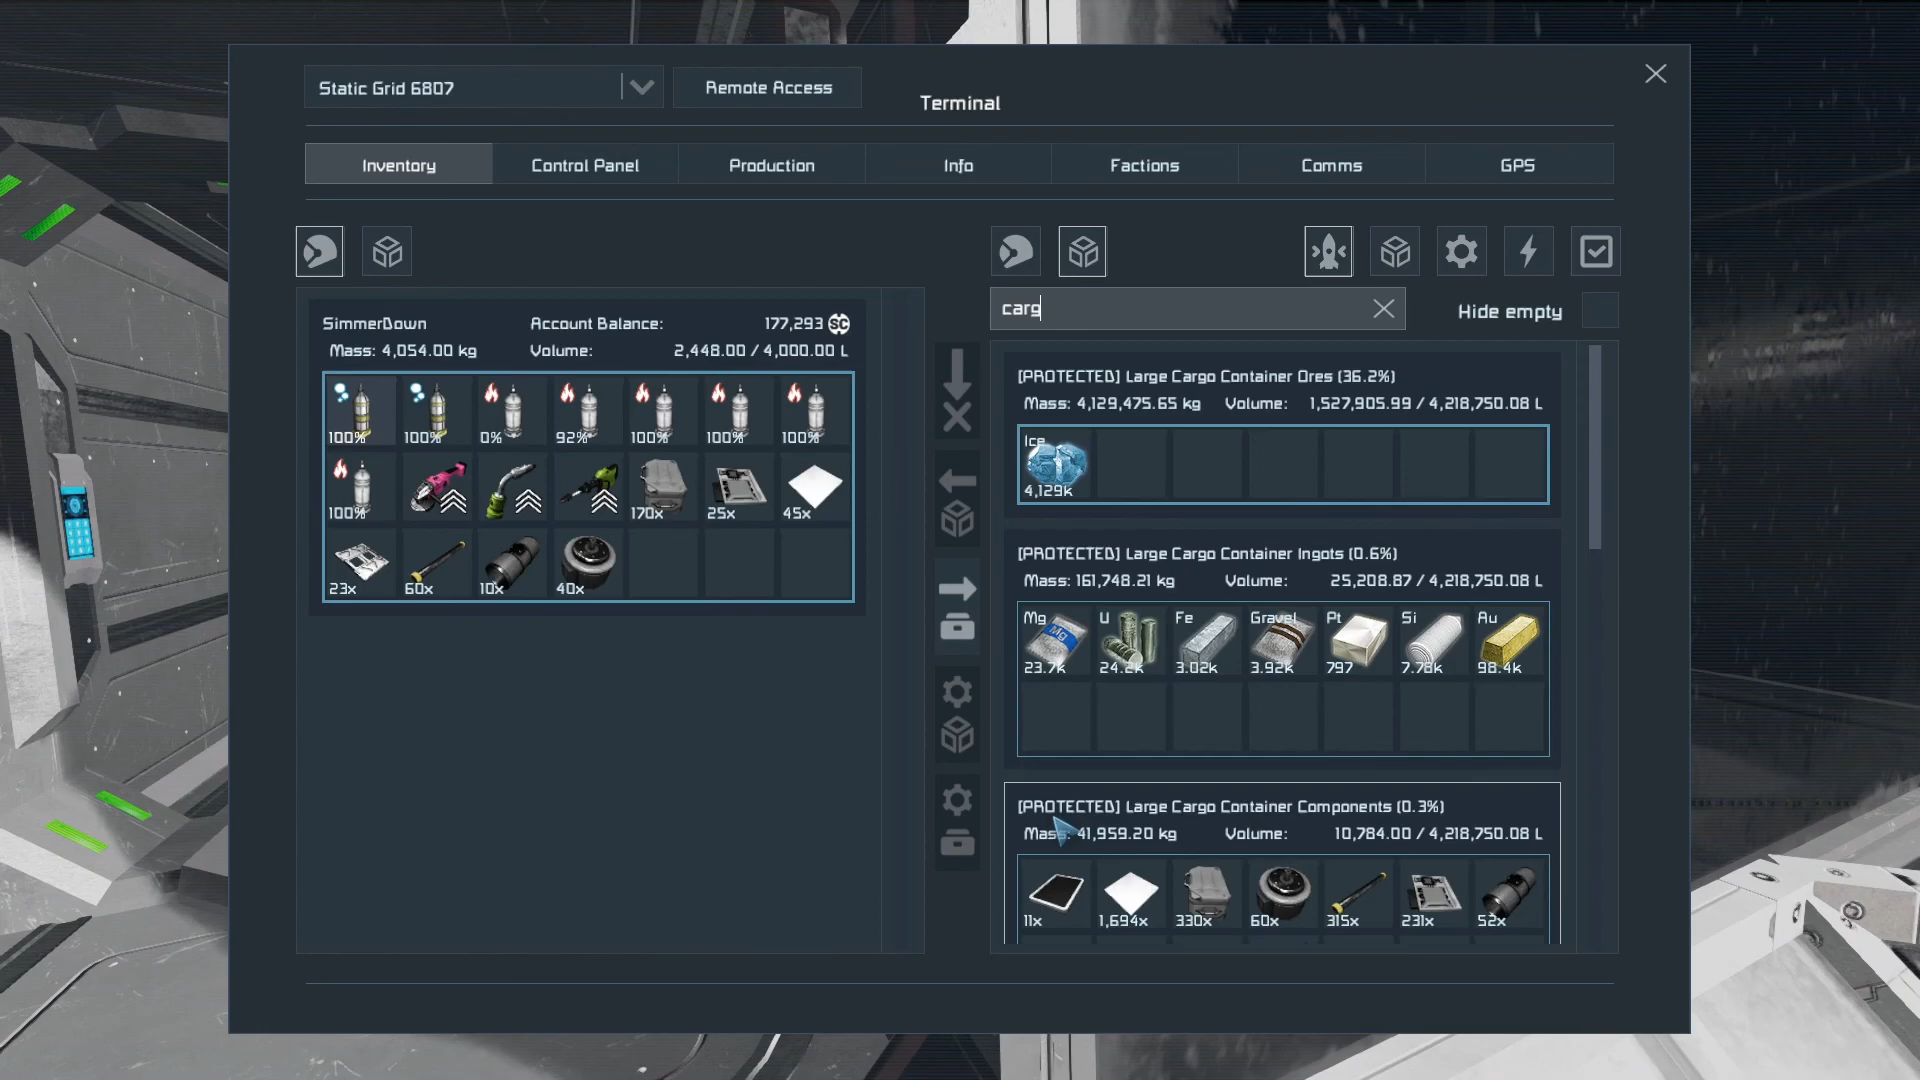 Static Grid 6807
Remote Access
Terminal
Inventory
Control Panel
Production
Info
Factions
Comms
GPS
carg
Hide empty
SimmerDown
Account Balance:
177,293 SC
Mass: 4,054.00 kg
Volume:
2,448.00 / 4,000.00 L
100%
100%
0%
92%
100%
100%
100%
100%
170x
25x
45x
23x
60x
10x
40x
[PROTECTED] Large Cargo Container Ores (36.2%)
Mass: 4,129,475.65 kg
Volume:
1,527,905.99 / 4,218,750.08 L
Ice
4,129k
[PROTECTED] Large Cargo Container Ingots (0.6%)
Mass: 161,748.21 kg
Volume:
25,208.87 / 4,218,750.08 L
Mg
U
Fe
Gravel
Pt
Si
Au
23.7k
24.2k
3.02k
3.92k
797
7.78k
98.4k
[PROTECTED] Large Cargo Container Components (0.3%)
Mass: 41,959.20 kg
Volume:
10,784.00 / 4,218,750.08 L
11x
1,694x
330x
60x
315x
231x
52x